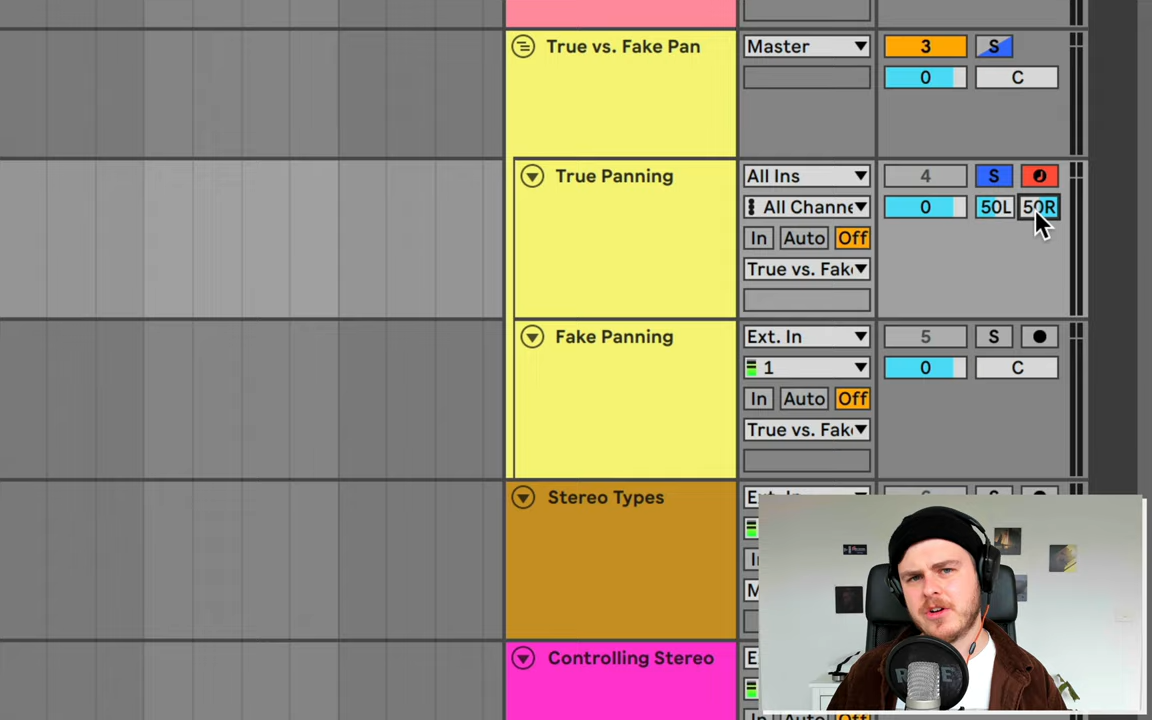 True vs. Fake Pan
Master
3
S
0
C
True Panning
All Ins
4
S
All Channe
0
50L
50R
In
Auto
Off
True vs. Fak
Fake Panning
Ext. In
5
S
1
0
C
In
Auto
Off
True vs. Fak
Stereo Types
Controlling Stereo